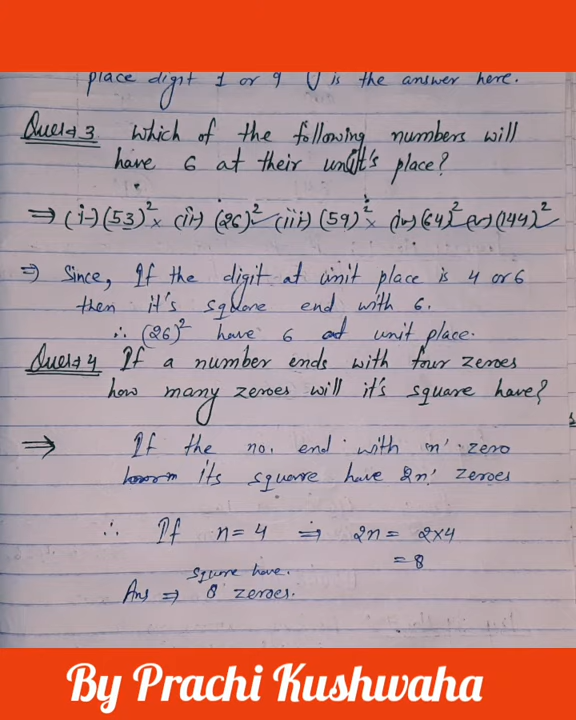 place digit 1 or 9 is the answer here.
Ques→3 Which of the following numbers will
have 6 at their unit's place?
⇒ (i→) (53)² × (ii→) (26)² ✓ (iii→) (59)² × (iv→) (64)² ✓ (v→) (144)² ✓
⇒ Since, If the digit at unit place is 4 or 6
then it's square end with 6.
∴ (26)² have 6 at unit place.
Ques→4 If a number ends with four zeroes
how many zeroes will it's square have?
⇒ If the no. end with 'n' zero
its square have 2n' zeroes
∴ If n=4 ⇒ 2n = 2×4
= 8
square have.
Ans ⇒ 8 zeroes.
By Prachi Kushwaha